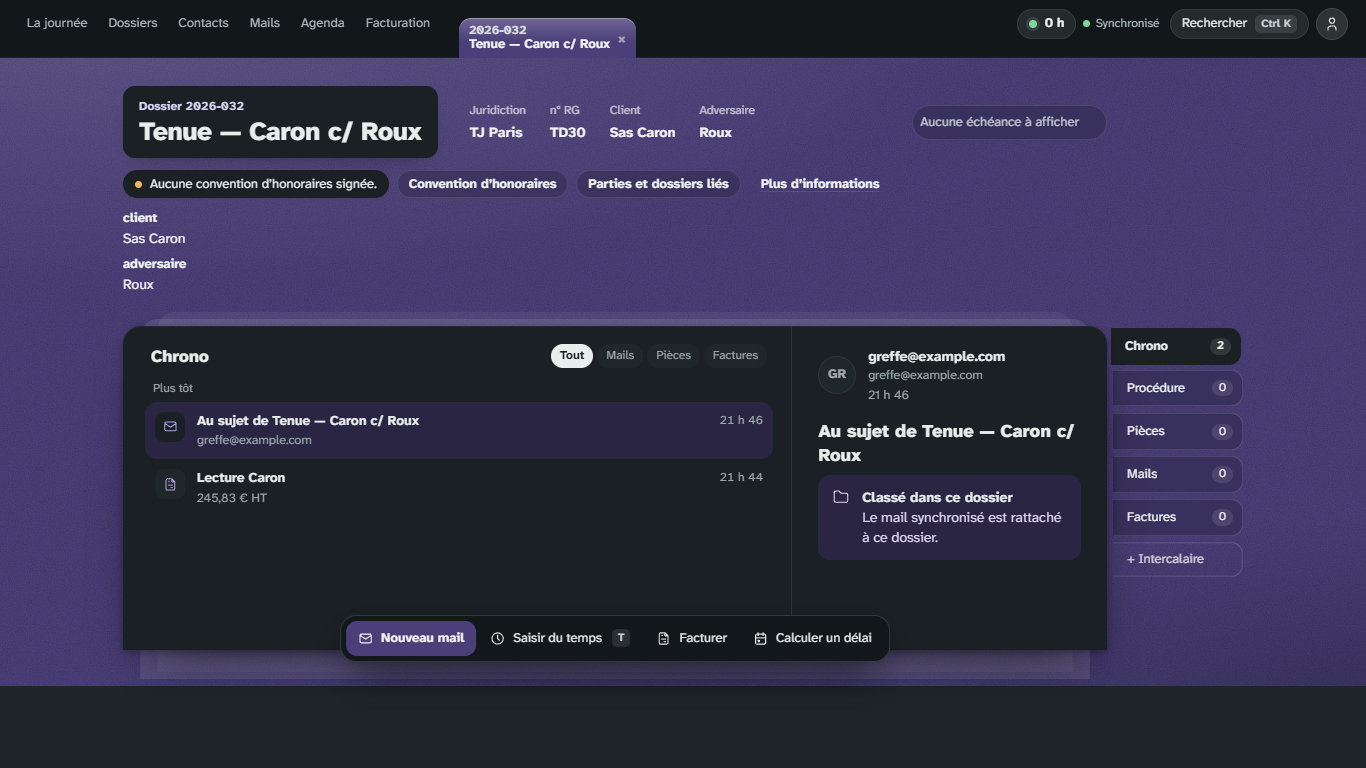 La journée
Dossiers
Contacts
Mails
Agenda
Facturation
2026-032
Tenue — Caron c/ Roux
×
0 h
Synchronisé
Rechercher
Ctrl K
Dossier 2026-032
Tenue — Caron c/ Roux
Juridiction
TJ Paris
n° RG
TD30
Client
Sas Caron
Adversaire
Roux
Aucune échéance à afficher
Aucune convention d'honoraires signée.
Convention d'honoraires
Parties et dossiers liés
Plus d'informations
client
Sas Caron
adversaire
Roux
Chrono
Tout
Mails
Pièces
Factures
Plus tôt
Au sujet de Tenue — Caron c/ Roux
21 h 46
greffe@example.com
Lecture Caron
21 h 44
245,83 € HT
GR
greffe@example.com
greffe@example.com
21 h 46
Au sujet de Tenue — Caron c/
Roux
Classé dans ce dossier
Le mail synchronisé est rattaché
à ce dossier.
Chrono 2
Procédure 0
Pièces 0
Mails 0
Factures 0
+ Intercalaire
Nouveau mail
Saisir du temps T
Facturer
Calculer un délai